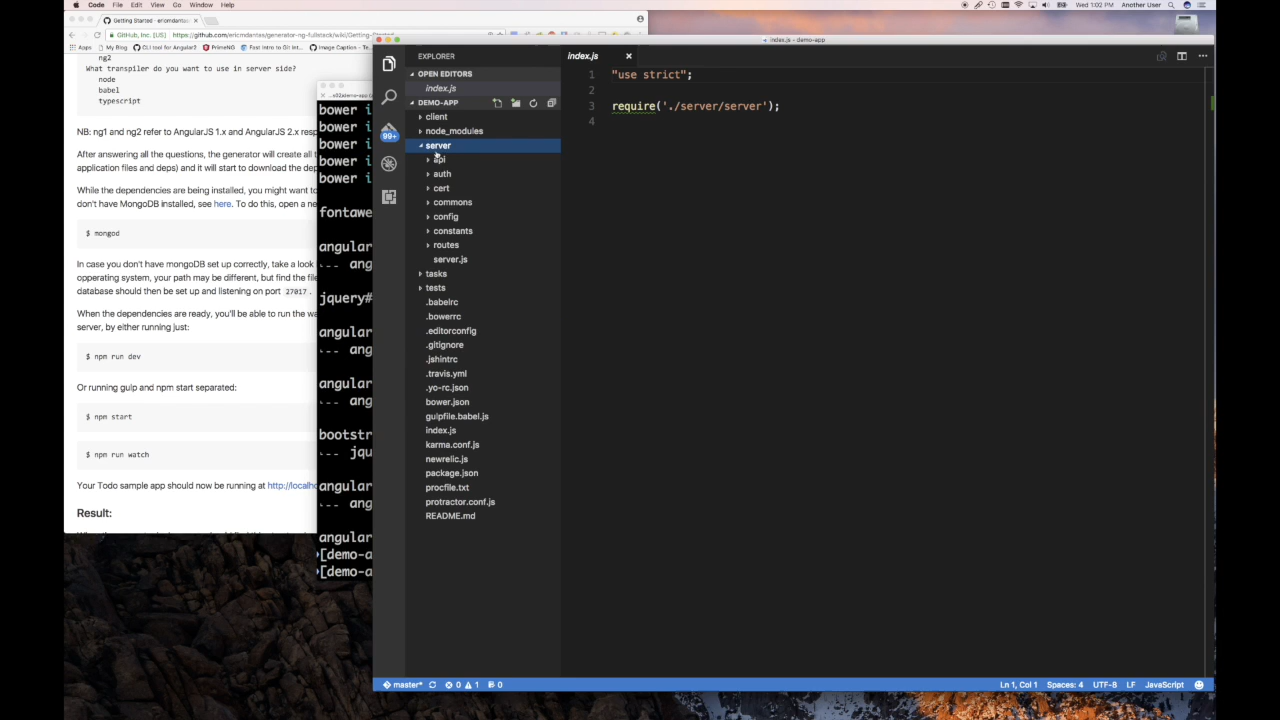 Code File Edit View Go Window Help
Wed 1:02 PM Another User
Getting Started · ericmdantas
Another User
GitHub, Inc. [US] https://github.com/ericmdantas/generator-ng-fullstack/wiki/Getting-Started
Apps My Blog CLI tool for Angular2 PrimeNG Fast Intro to Git Int Image Caption - Te
ng2
What transpiler do you want to use in server side?
node
babel
typescript
NB: ng1 and ng2 refer to AngularJS 1.x and AngularJS 2.x resp
After answering all the questions, the generator will create all t
application files and deps) and it will start to download the dep
While the dependencies are being installed, you might want to
don't have MongoDB installed, see here. To do this, open a ne
$ mongod
In case you don't have mongoDB set up correctly, take a look
opperating system, your path may be different, but find the file
database should then be set up and listening on port 27017 .
When the dependencies are ready, you'll be able to run the wa
server, by either running just:
$ npm run dev
Or running gulp and npm start separated:
$ npm start
$ npm run watch
Your Todo sample app should now be running at http://localho
Result:
bower i
bower i
bower i
bower i
bower i
fontawe
angular
--- ang
jquery#
angular
--- ang
angular
--- ang
bootstr
--- jqu
angular
--- ang
angular
[demo-a
[demo-a
index.js - demo-app
EXPLORER
OPEN EDITORS
index.js
DEMO-APP
99+
client
node_modules
server
api
auth
cert
commons
config
constants
routes
server.js
tasks
tests
.babelrc
.bowerrc
.editorconfig
.gitignore
.jshintrc
.travis.yml
.yo-rc.json
bower.json
gulpfile.babel.js
index.js
karma.conf.js
newrelic.js
package.json
procfile.txt
protractor.conf.js
README.md
index.js ×
1 "use strict";
2
3 require('./server/server');
4
master* 0 1 0
Ln 1, Col 1 Spaces: 4 UTF-8 LF JavaScript